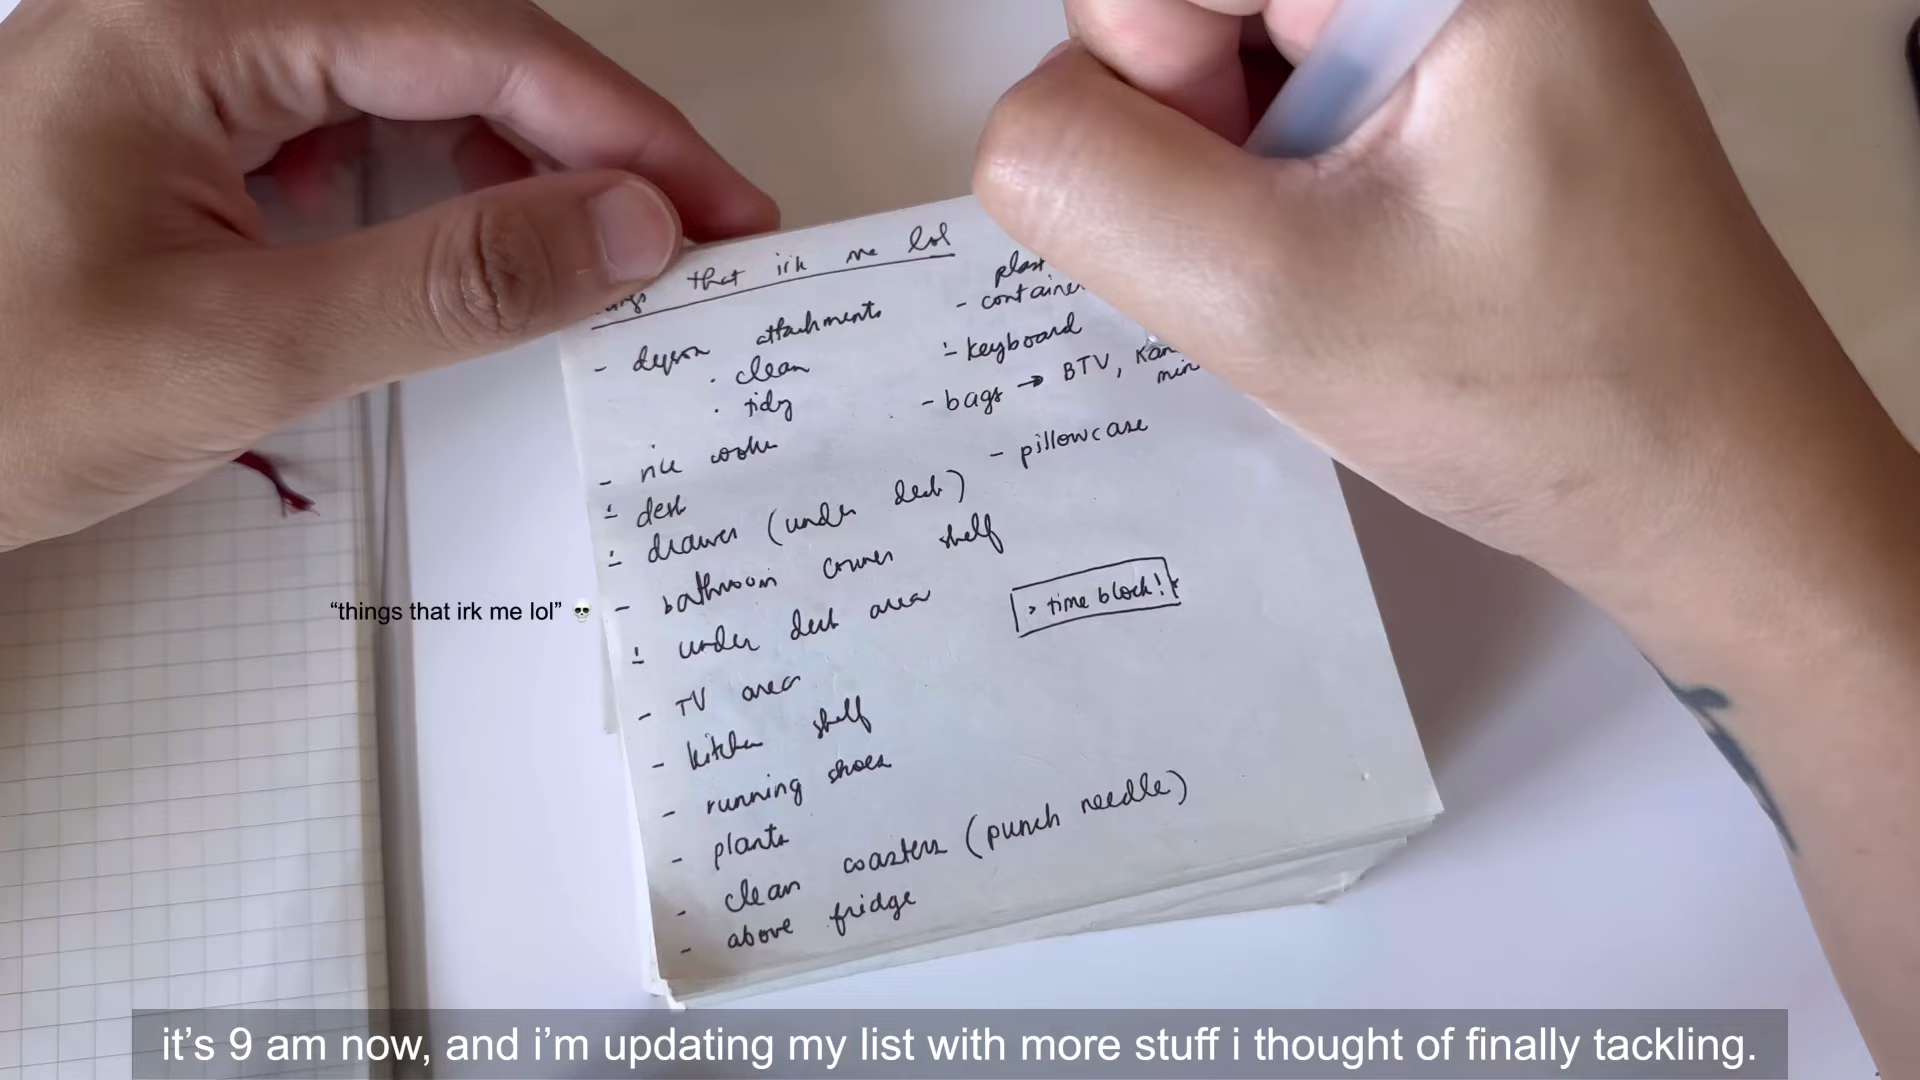 that irk me lol
- dyson attachments
· clean
· tidy
- rice cooker
- desk
- drawer (under desk)
- bathroom corner shelf
- under desk area
- TV area
- kitchen shelf
- running shoes
- plants
- clean coasters (punch needle)
- above fridge
- container
- keyboard
- bags → BTV,
- pillowcase
> time block!
“things that irk me lol” 💀
it’s 9 am now, and i’m updating my list with more stuff i thought of finally tackling.